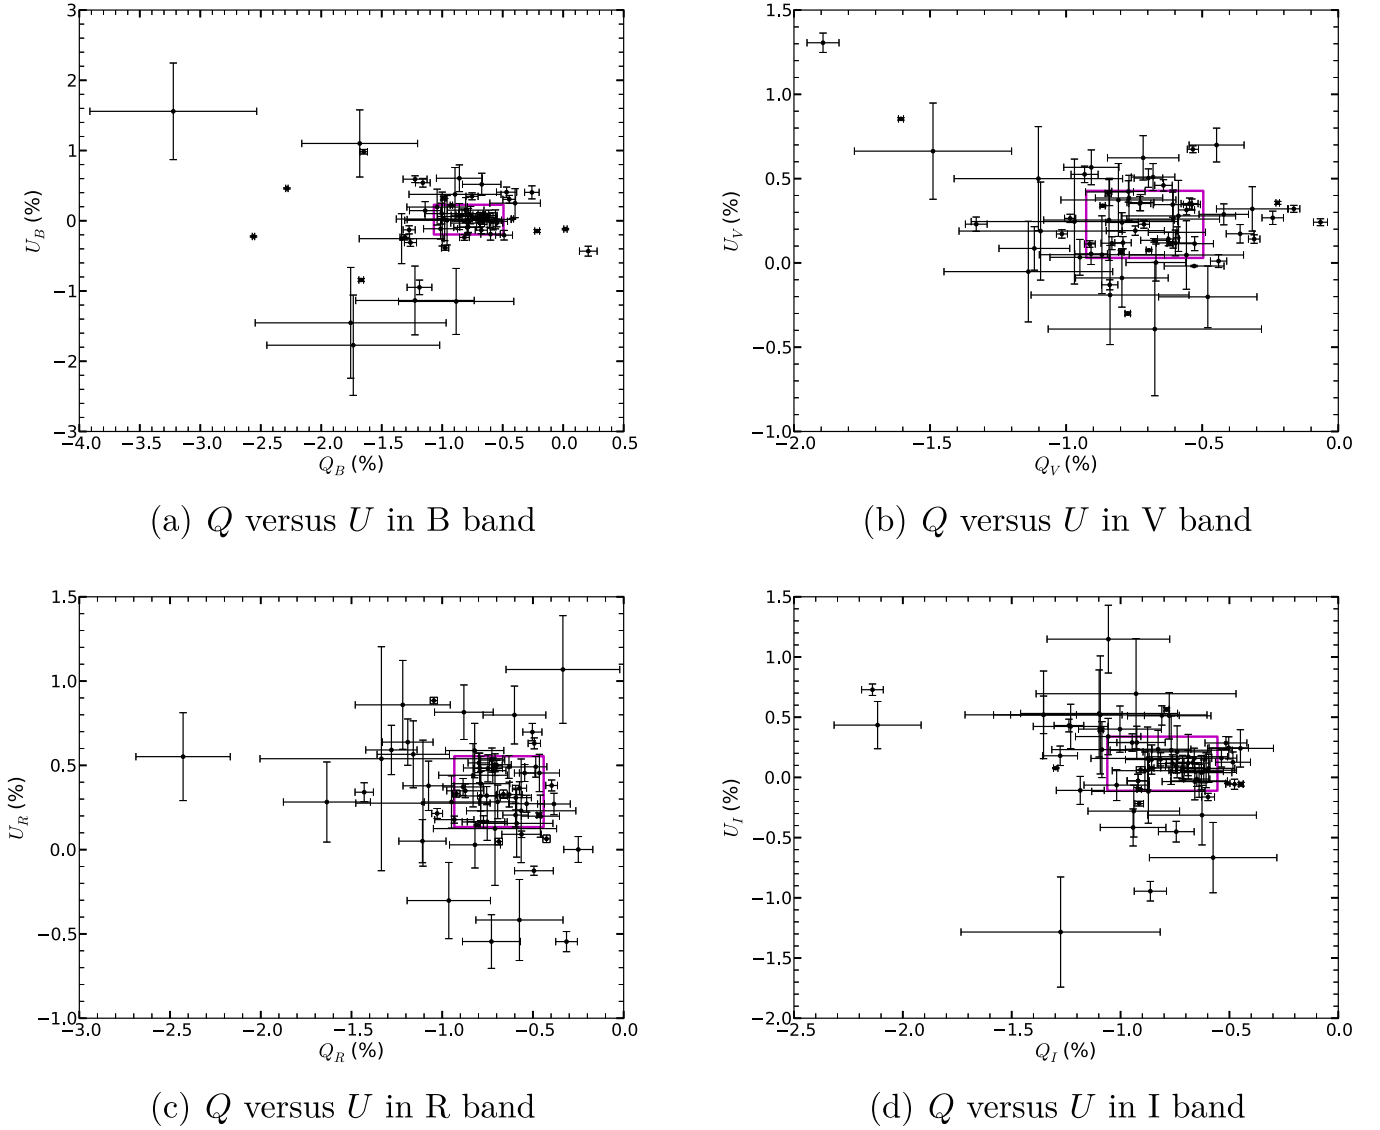 3
2
1
0
−1
−2
−3
U_B (%)
−4.0 −3.5 −3.0 −2.5 −2.0 −1.5 −1.0 −0.5 0.0 0.5
Q_B (%)
(a) Q versus U in B band
1.5
1.0
0.5
0.0
−0.5
−1.0
U_V (%)
−2.0 −1.5 −1.0 −0.5 0.0
Q_V (%)
(b) Q versus U in V band
1.5
1.0
0.5
0.0
−0.5
−1.0
U_R (%)
−3.0 −2.5 −2.0 −1.5 −1.0 −0.5 0.0
Q_R (%)
(c) Q versus U in R band
1.5
1.0
0.5
0.0
−0.5
−1.0
−1.5
−2.0
U_I (%)
−2.5 −2.0 −1.5 −1.0 −0.5 0.0
Q_I (%)
(d) Q versus U in I band